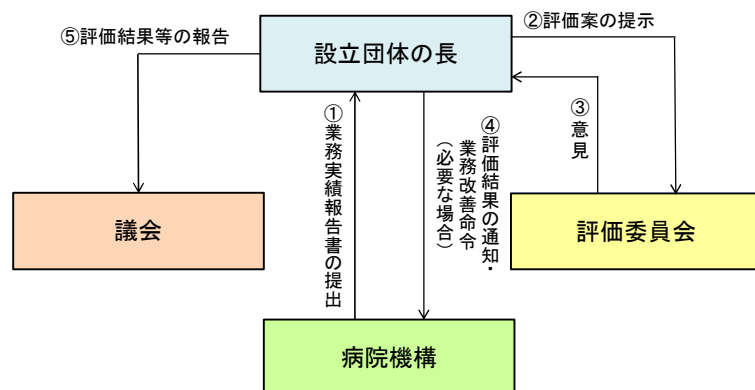 ⑤評価結果等の報告
②評価案の提示
設立団体の長
①業務実績報告書の提出
④評価結果の通知・
業務改善命令
（必要な場合）
③意見
議会
評価委員会
病院機構